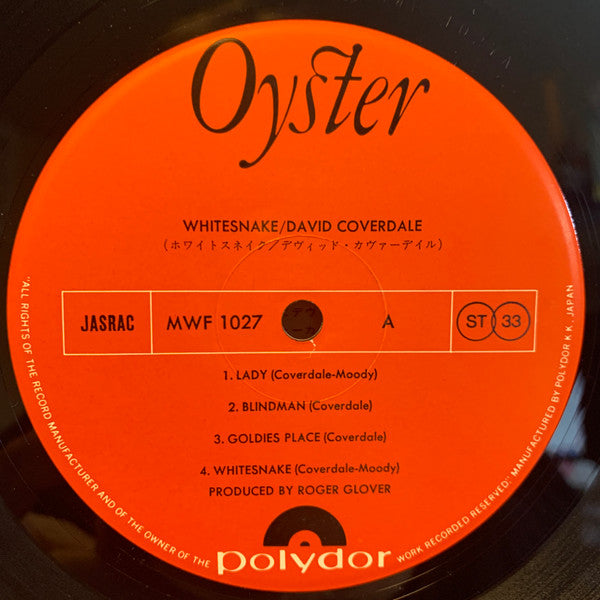 Oyster
WHITESNAKE/DAVID COVERDALE
(ホワイトスネイク/デヴィッド・カヴァーデイル)
JASRAC MWF 1027 A ST 33
1. LADY (Coverdale-Moody)
2. BLINDMAN (Coverdale)
3. GOLDIES PLACE (Coverdale)
4. WHITESNAKE (Coverdale-Moody)
PRODUCED BY ROGER GLOVER
polydor
"ALL RIGHTS OF THE RECORD MANUFACTURER AND OF THE OWNER OF THE WORK RECORDED RESERVED": MANUFACTURED BY POLYDOR K.K. JAPAN